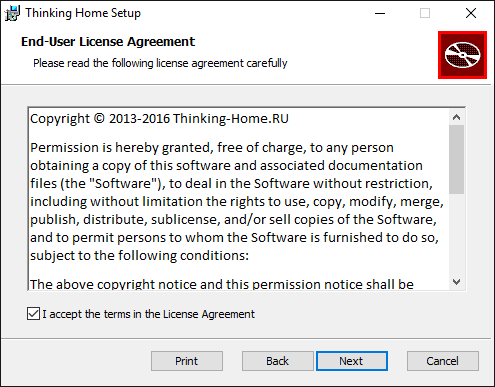 Thinking Home Setup
End-User License Agreement
Please read the following license agreement carefully
Copyright © 2013-2016 Thinking-Home.RU
Permission is hereby granted, free of charge, to any person
obtaining a copy of this software and associated documentation
files (the "Software"), to deal in the Software without restriction,
including without limitation the rights to use, copy, modify, merge,
publish, distribute, sublicense, and/or sell copies of the Software,
and to permit persons to whom the Software is furnished to do so,
subject to the following conditions:
The above copyright notice and this permission notice shall be
I accept the terms in the License Agreement
Print Back Next Cancel